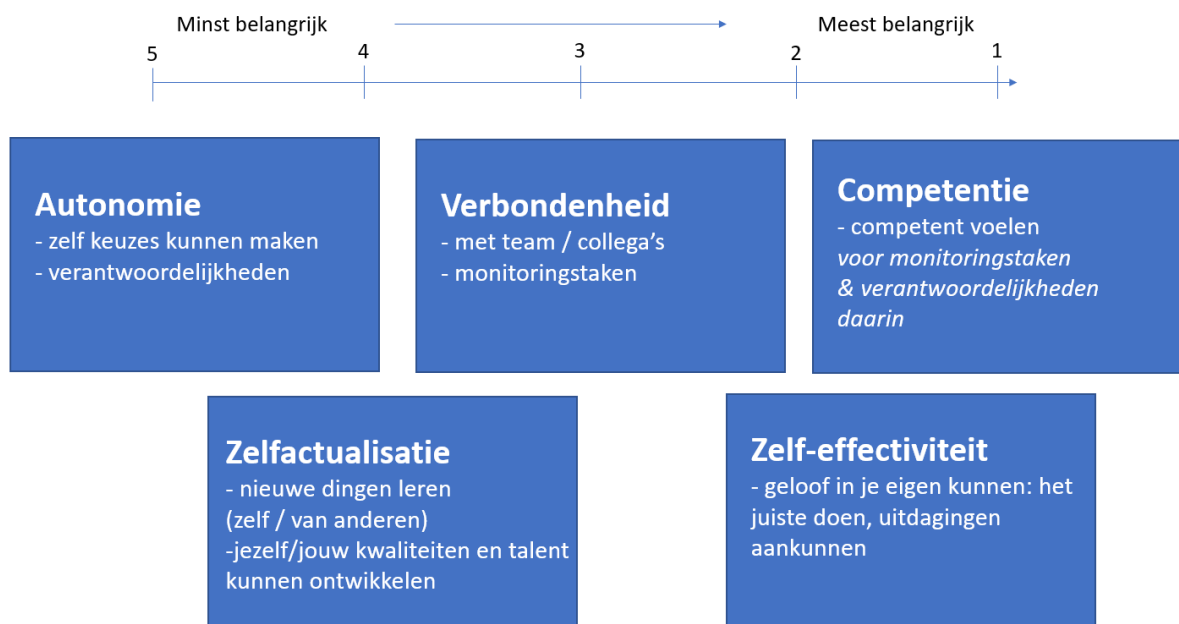 Minst belangrijk
Meest belangrijk
5
4
3
2
1
Autonomie
- zelf keuzes kunnen maken
- verantwoordelijkheden
Verbondenheid
- met team / collega's
- monitoringstaken
Competentie
- competent voelen
voor monitoringstaken
& verantwoordelijkheden
daarin
Zelfactualisatie
- nieuwe dingen leren
(zelf / van anderen)
-jezelf/jouw kwaliteiten en talent
kunnen ontwikkelen
Zelf-effectiviteit
- geloof in je eigen kunnen: het
juiste doen, uitdagingen
aankunnen